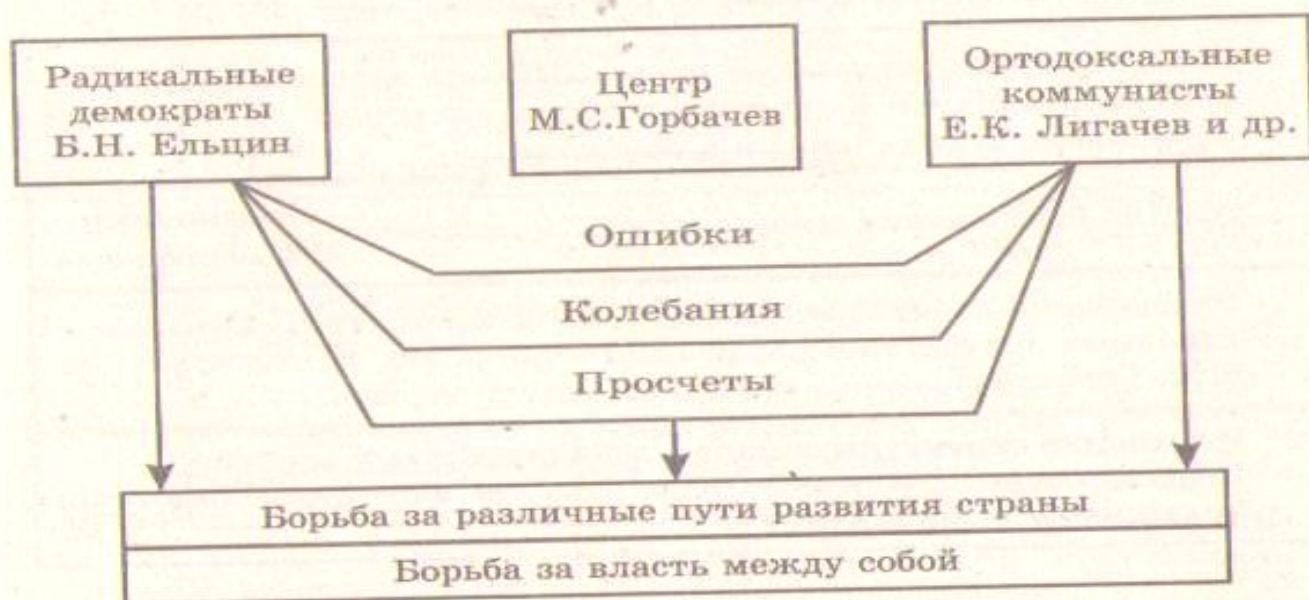 Радикальные
демократы
Б.Н. Ельцин
Центр
М.С.Горбачев
Ортодоксальные
коммунисты
Е.К. Лигачев и др.
Ошибки
Колебания
Просчеты
Борьба за различные пути развития страны
Борьба за власть между собой